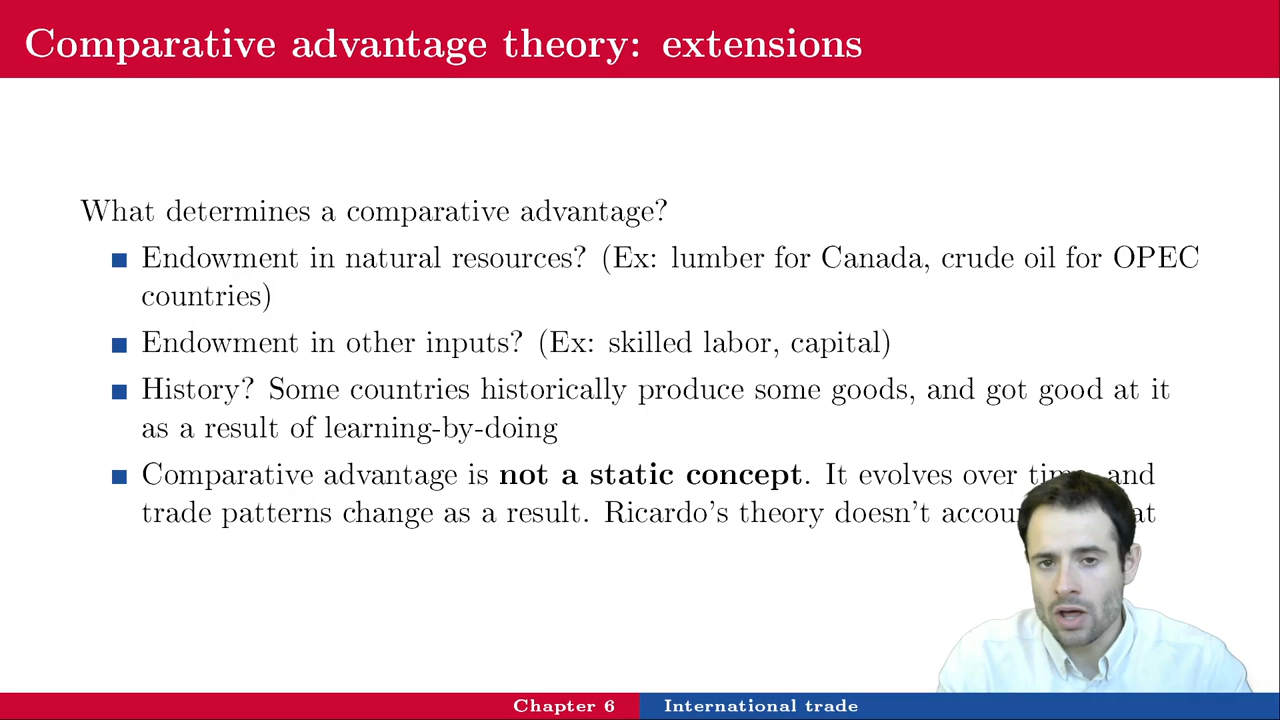 Comparative advantage theory: extensions
What determines a comparative advantage?
Endowment in natural resources? (Ex: lumber for Canada, crude oil for OPEC
countries)
Endowment in other inputs? (Ex: skilled labor, capital)
History? Some countries historically produce some goods, and got good at it
as a result of learning-by-doing
Comparative advantage is not a static concept. It evolves over time, and
trade patterns change as a result. Ricardo's theory doesn't
Chapter 6 International trade